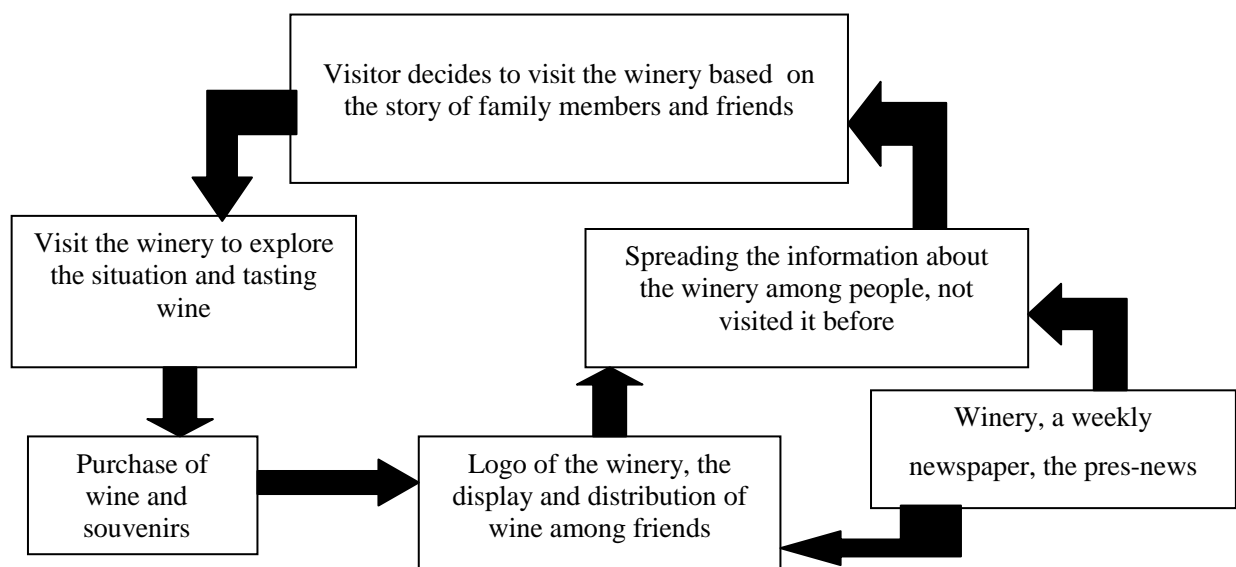 Visitor decides to visit the winery based on
the story of family members and friends
Visit the winery to explore
the situation and tasting
wine
Spreading the information about
the winery among people, not
visited it before
Winery, a weekly
newspaper, the pres-news
Purchase of
wine and
souvenirs
Logo of the winery, the
display and distribution of
wine among friends